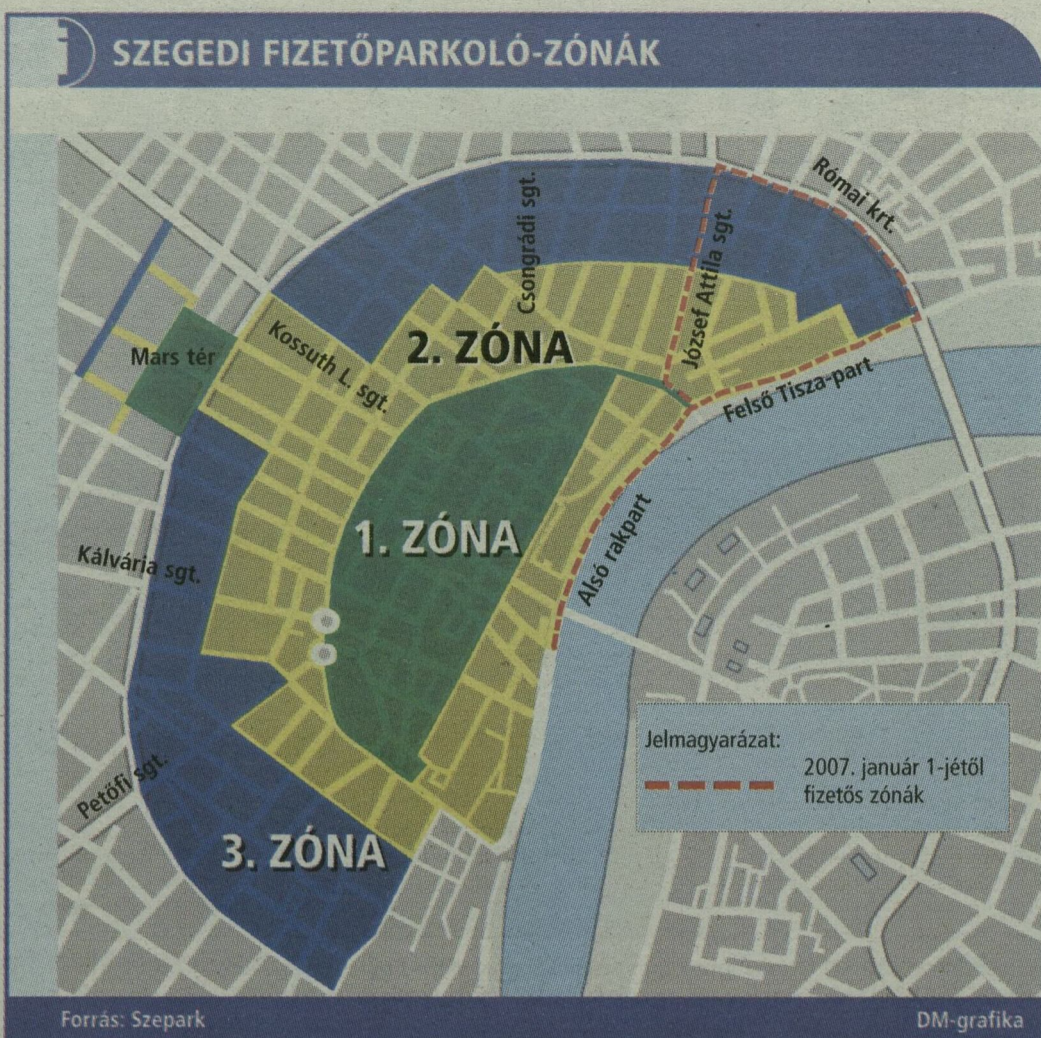 i
SZEGEDI FIZETŐPARKOLÓ-ZÓNÁK
Római krt.
Csongrádi sgt.
József Attila sgt.
Mars tér
Kossuth L. sgt.
2. ZÓNA
Felső Tisza-part
1. ZÓNA
Alsó rakpart
Kálvária sgt.
Petőfi sgt.
3. ZÓNA
Jelmagyarázat:
2007. január 1-jétől
fizetős zónák
Forrás: Szepark
DM-grafika